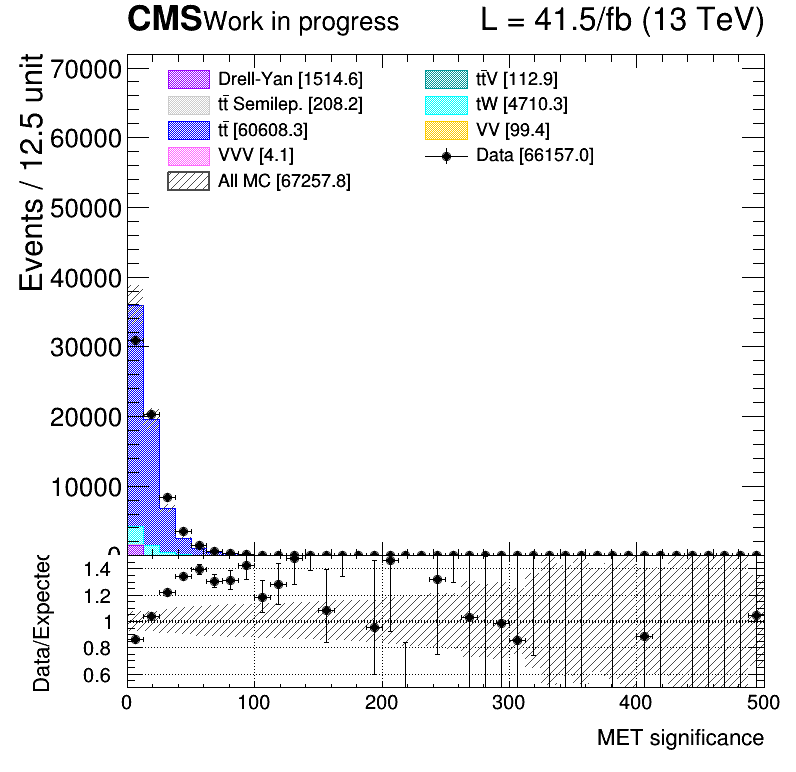 CMS Work in progress L = 41.5/fb (13 TeV)
Events / 12.5 unit
70000
60000
50000
40000
30000
20000
10000
0
Drell-Yan [1514.6]
tt̄ Semilep. [208.2]
tt̄ [60608.3]
VVV [4.1]
All MC [67257.8]
tt̄V [112.9]
tW [4710.3]
VV [99.4]
Data [66157.0]
Data/Expected
1.4
1.2
1
0.8
0.6
0 100 200 300 400 500
MET significance